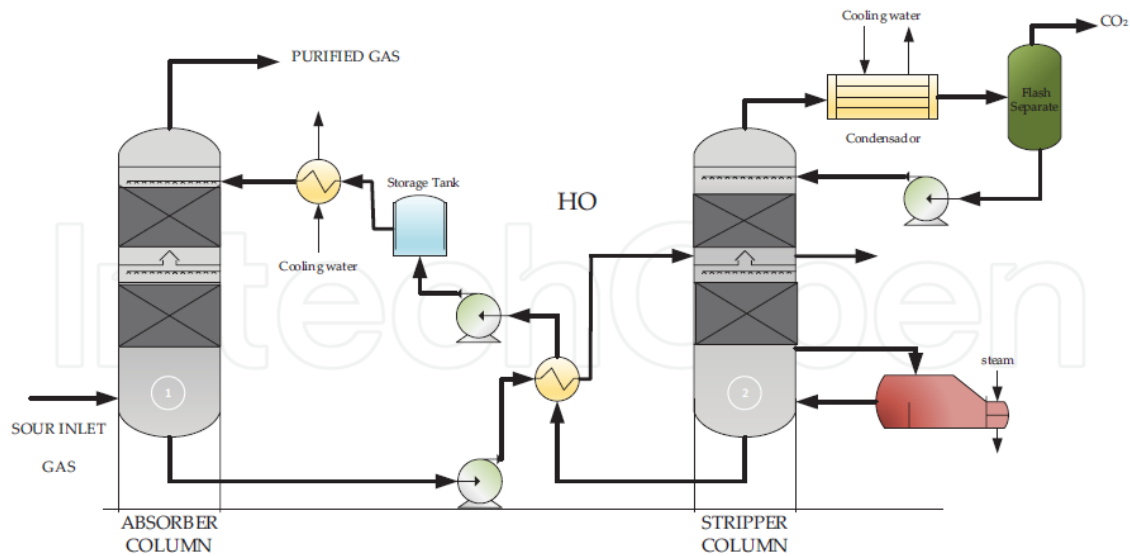 Cooling water
CO₂
PURIFIED GAS
Flash
Separate
Condensador
Storage Tank
HO
Cooling water
IntechOpen
steam
1
2
SOUR INLET
GAS
ABSORBER
COLUMN
STRIPPER
COLUMN